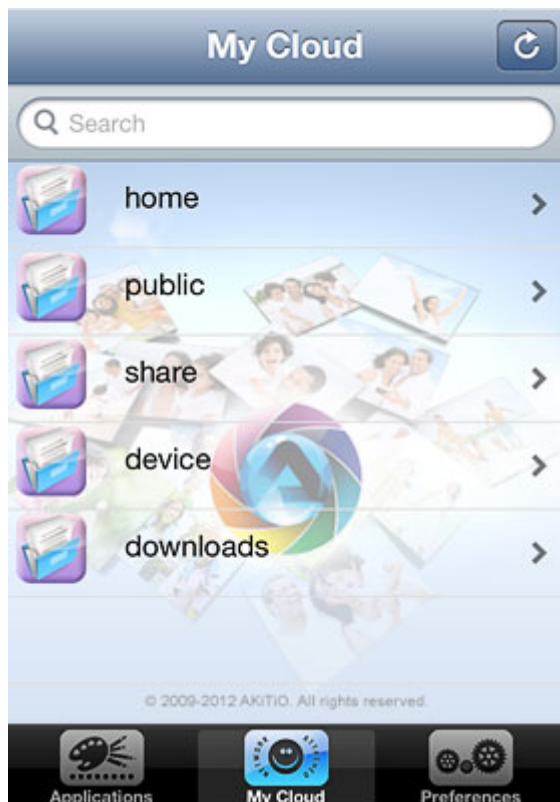 My Cloud
Search
home
public
share
device
downloads
© 2009-2012 AKiTiO. All rights reserved.
Applications
My Cloud
Preferences